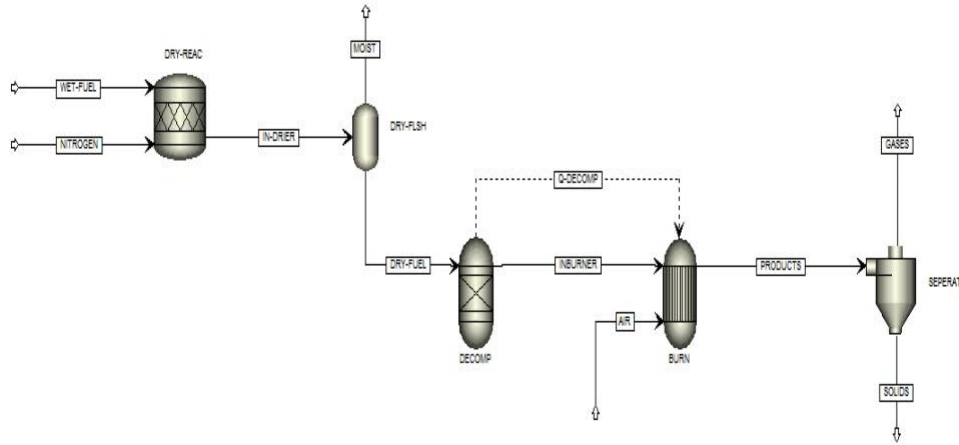 DRY-REAC
WET-FUEL
NITROGEN
IN-DRIER
MOIST
DRY-FLSH
Q-DECOMP
GASES
DRY-FUEL
DECOMP
INBURNER
AIR
BURN
PRODUCTS
SEPERAT
SOLIDS